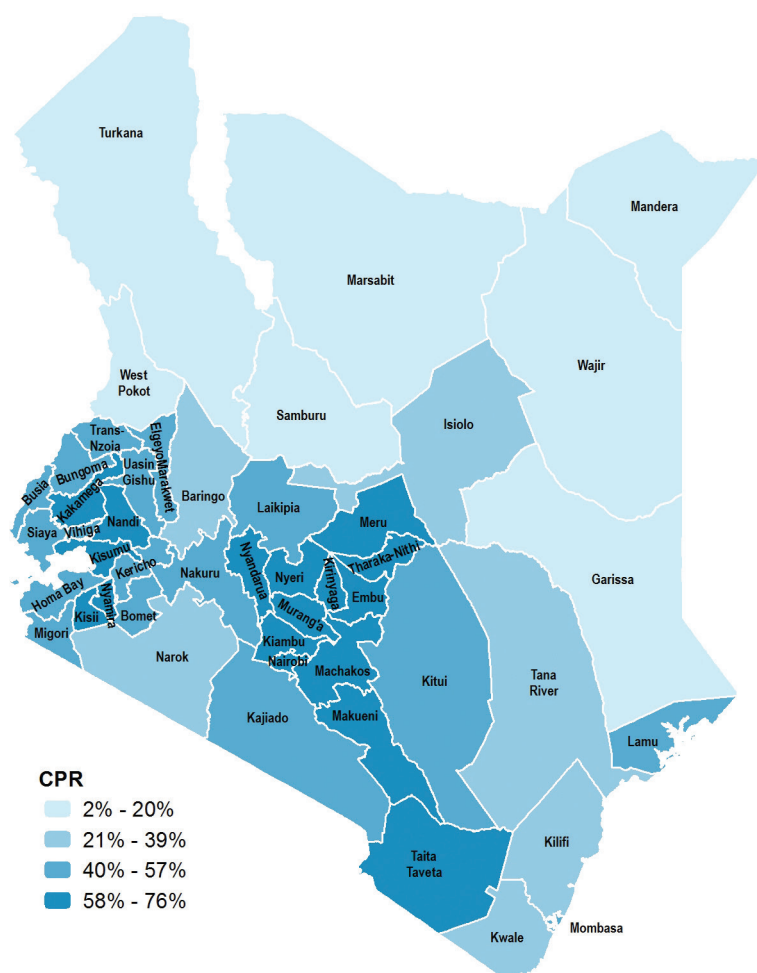 Turkana
Mandera
Marsabit
Wajir
West
Pokot
Samburu
Isiolo
Trans-
Nzoia
ElgeyoMarakwet
Uasin
Gishu
Bungoma
Busia
Baringo
Kakamega
Laikipia
Nandi
Meru
Siaya
Vihiga
Kisumu
Tharaka-Nithi
Kericho
Nakuru
Nyandarua
Nyeri
Kirinyaga
Garissa
Homa Bay
Embu
Nyamira
Kisii
Bomet
Murang'a
Migori
Kiambu
Narok
Nairobi
Machakos
Kitui
Tana
River
Kajiado
Makueni
Lamu
CPR
2% - 20%
21% - 39%
40% - 57%
58% - 76%
Kilifi
Taita
Taveta
Mombasa
Kwale